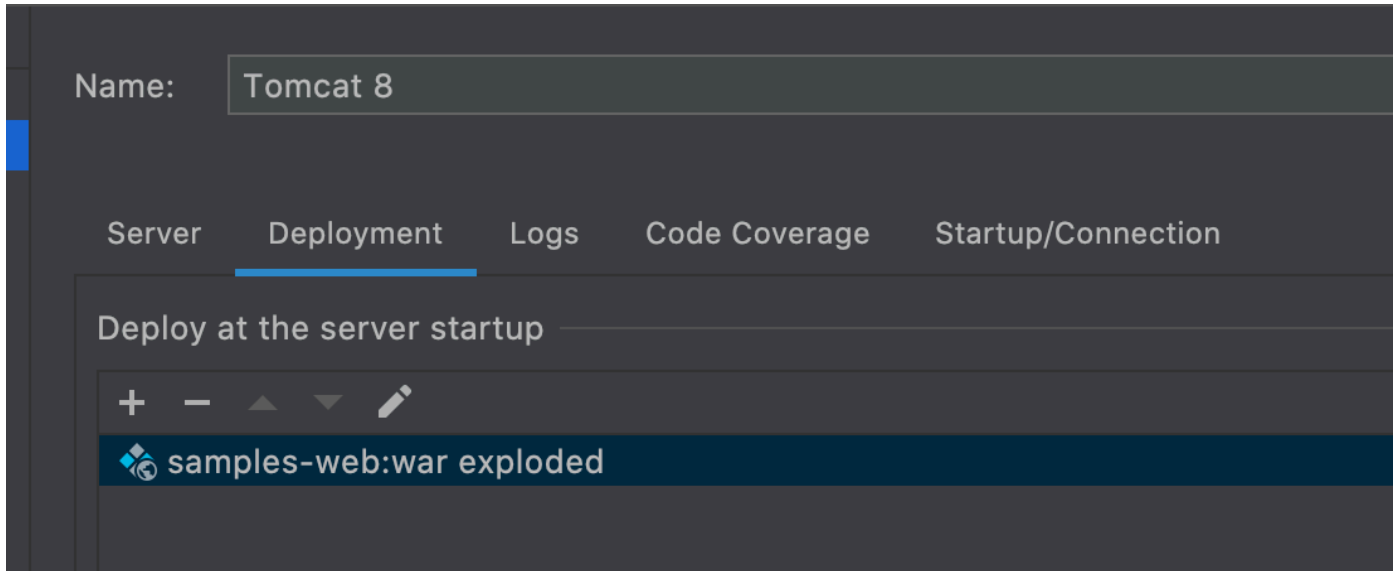 Name: Tomcat 8
Server Deployment Logs Code Coverage Startup/Connection
Deploy at the server startup
samples-web:war exploded